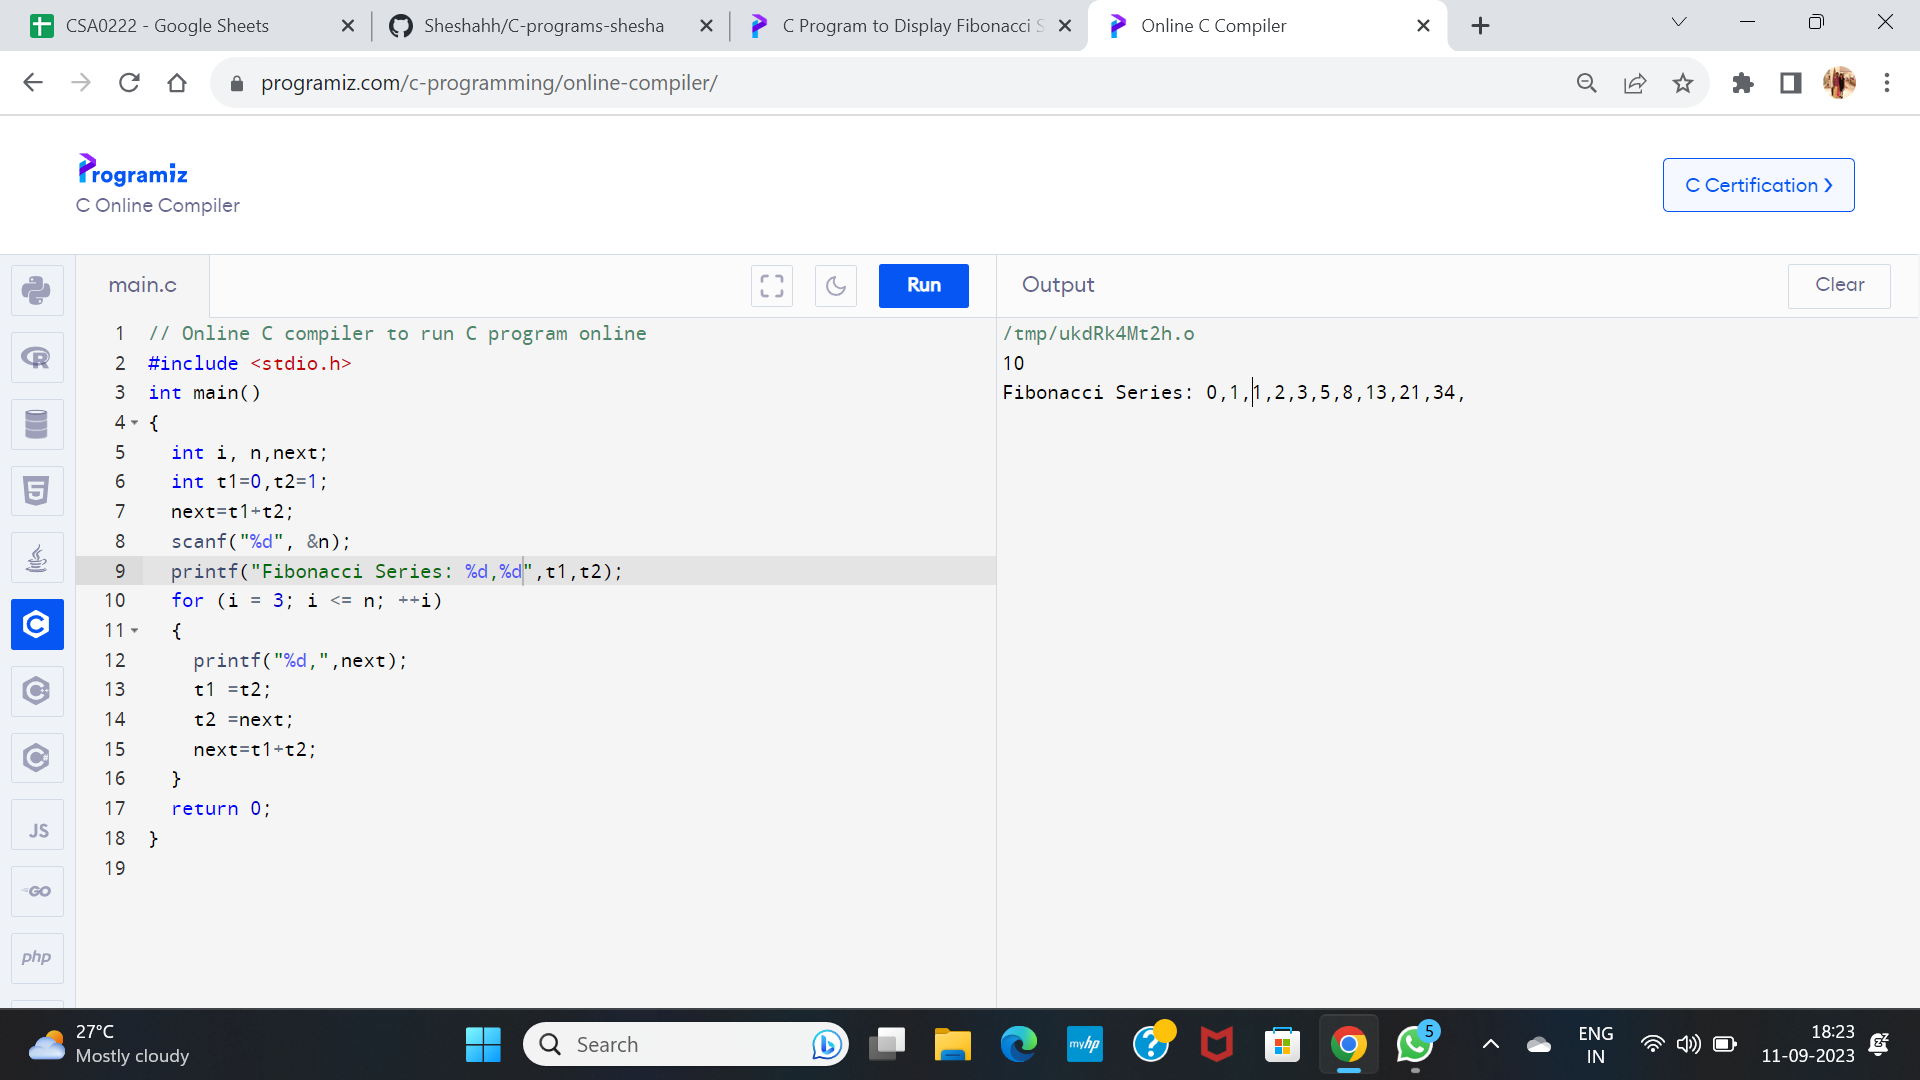 CSA0222 - Google Sheets
Sheshahh/C-programs-shesha
C Program to Display Fibonacci S
Online C Compiler
programiz.com/c-programming/online-compiler/
Programiz
C Online Compiler
C Certification
main.c
Run
Output
Clear
1 // Online C compiler to run C program online
2 #include <stdio.h>
3 int main()
4 {
5 int i, n,next;
6 int t1=0,t2=1;
7 next=t1+t2;
8 scanf("%d", &n);
9 printf("Fibonacci Series: %d,%d",t1,t2);
10 for (i = 3; i <= n; ++i)
11 {
12 printf("%d,",next);
13 t1 =t2;
14 t2 =next;
15 next=t1+t2;
16 }
17 return 0;
18 }
19
/tmp/ukdRk4Mt2h.o
10
Fibonacci Series: 0,1,1,2,3,5,8,13,21,34,
R
5
C
JS
GO
php
27°C
Mostly cloudy
Search
myhp
5
ENG
IN
18:23
11-09-2023